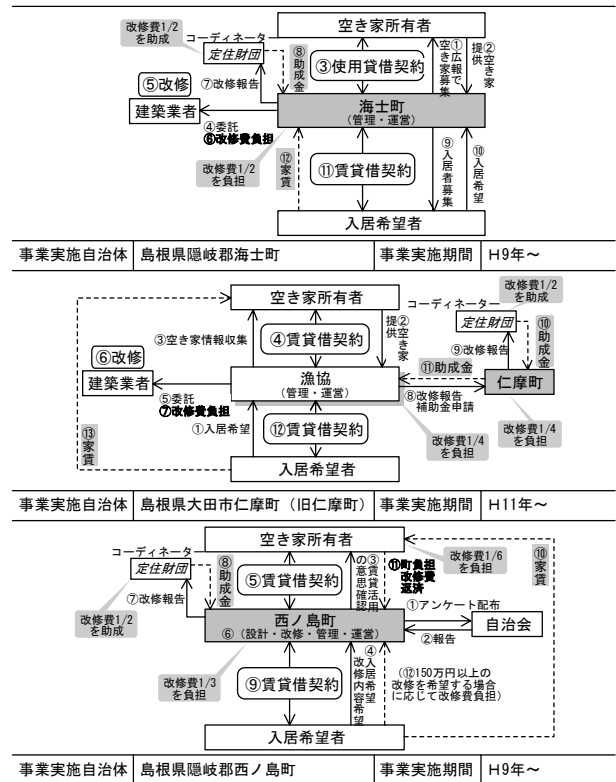 空き家所有者
改修費1/2
を助成
コーディネーター
定住財団
⑧助成金
③使用貸借契約
①広報で
空き家募集
②空き家
提供
⑦改修報告
⑤改修
建築業者
海士町
(管理・運営)
④委託
⑥改修費負担
改修費1/2
を負担
⑫家賃
⑪賃貸借契約
⑨入居者募集
⑩入居希望
入居希望者
事業実施自治体 島根県隠岐郡海士町 事業実施期間 H9年〜
空き家所有者
改修費1/2
を助成
コーディネーター
定住財団
③空き家情報収集
④賃貸借契約
②空き家
提供
⑩助成金
⑨改修報告
⑥改修
建築業者
漁協
(管理・運営)
⑪助成金
仁摩町
⑤委託
⑦改修費負担
⑧改修報告
補助金申請
①入居希望
⑫賃貸借契約
改修費1/4
を負担
改修費1/4
を負担
⑬家賃
入居希望者
事業実施自治体 島根県大田市仁摩町(旧仁摩町) 事業実施期間 H11年〜
空き家所有者
コーディネーター
定住財団
⑧助成金
⑤賃貸借契約
③賃貸活用
の意思確認
⑪町負担
改修費
返済
改修費1/6
を負担
⑩家賃
⑦改修報告
改修費1/2
を助成
①アンケート配布
西ノ島町
⑥(設計・改修・管理・運営)
自治会
②報告
改修費1/3
を負担
⑨賃貸借契約
④入居希望
改修内容希望
(⑫150万円以上の
改修を希望する場合
に応じて改修費負担)
入居希望者
事業実施自治体 島根県隠岐郡西ノ島町 事業実施期間 H9年〜